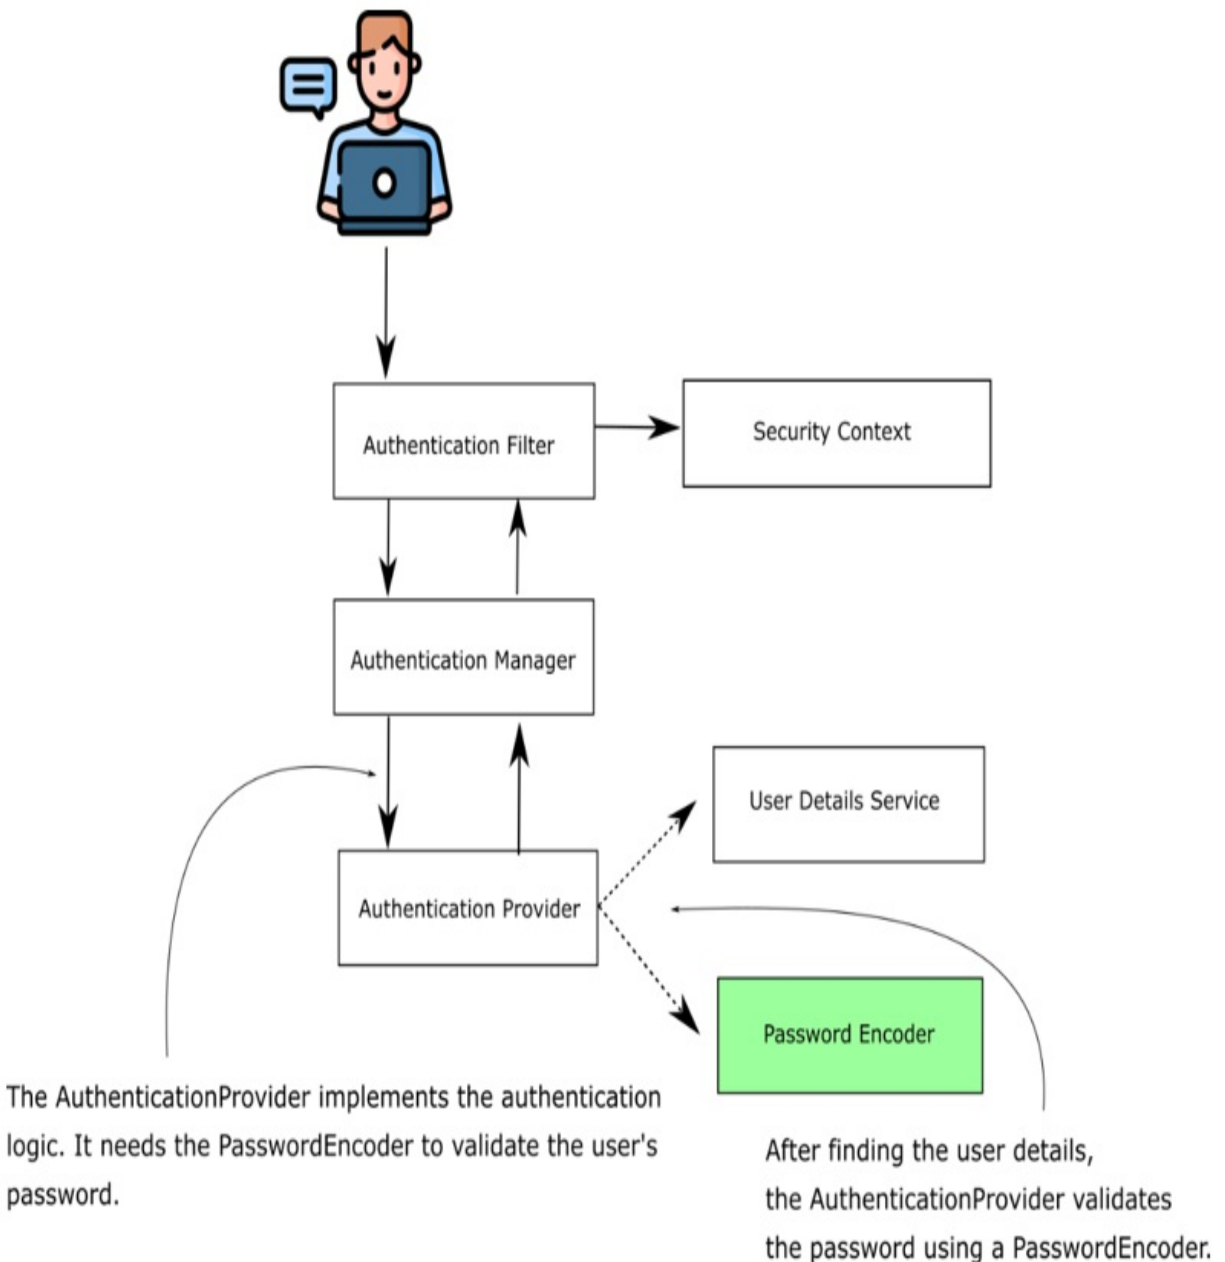 Authentication Filter
Security Context
Authentication Manager
User Details Service
Authentication Provider
Password Encoder
The AuthenticationProvider implements the authentication
logic. It needs the PasswordEncoder to validate the user's
password.
After finding the user details,
the AuthenticationProvider validates
the password using a PasswordEncoder.